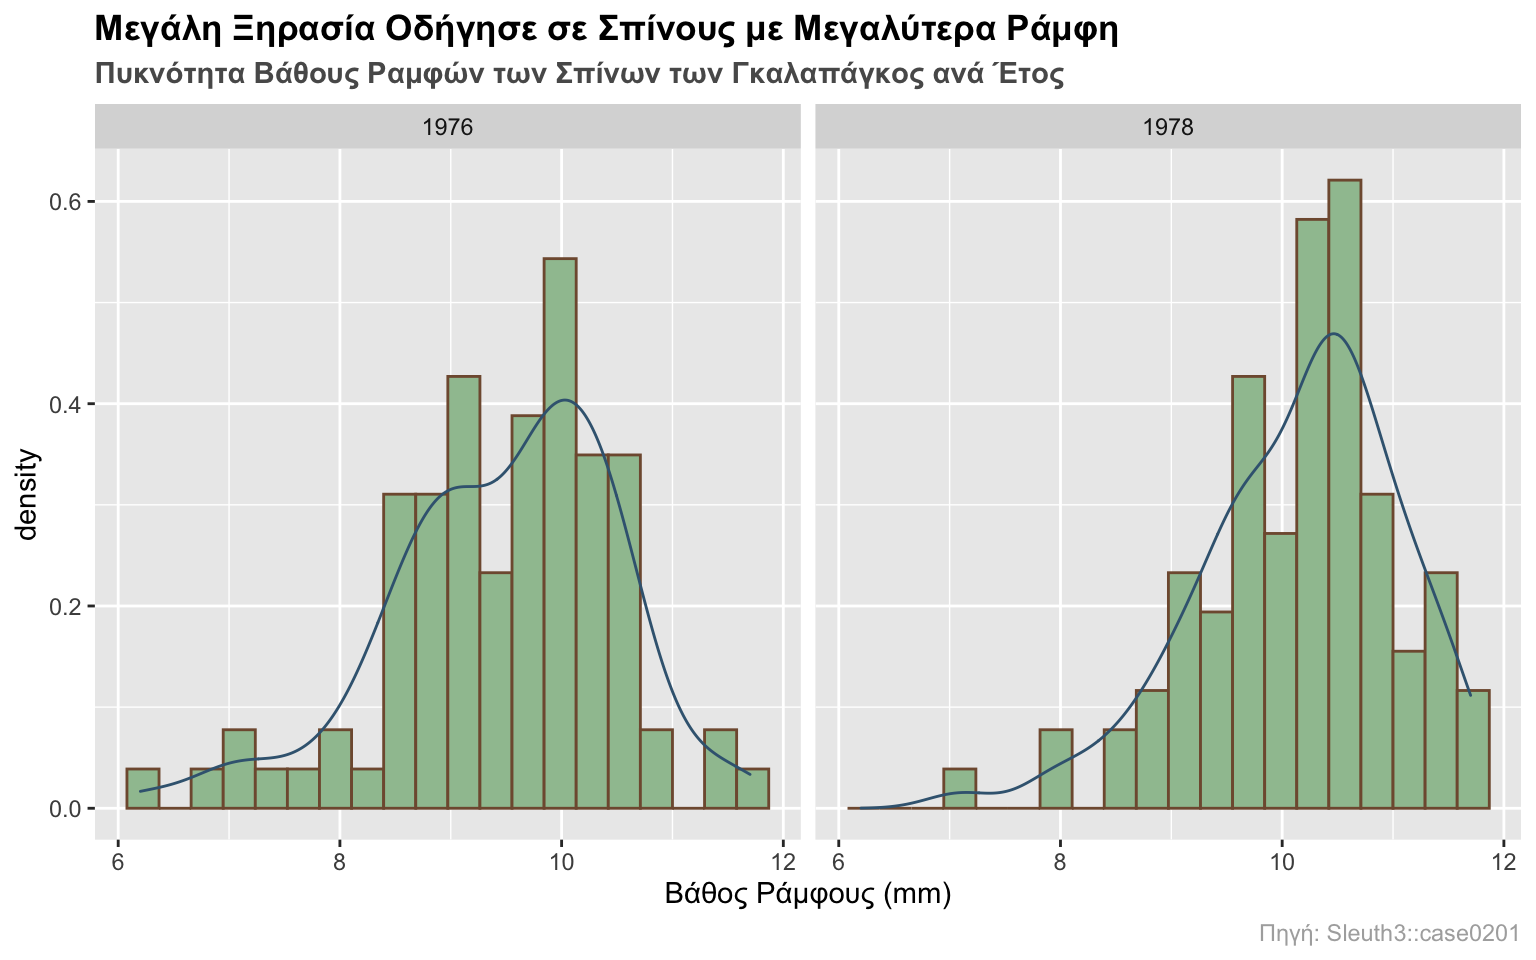 Μεγάλη Ξηρασία Οδήγησε σε Σπίνους με Μεγαλύτερα Ράμφη
Πυκνότητα Βάθους Ραμφών των Σπίνων των Γκαλαπάγκος ανά Έτος
1976
1978
0.6
0.4
0.2
0.0
density
6
8
10
12
6
8
10
12
Βάθος Ράμφους (mm)
Πηγή: Sleuth3::case0201